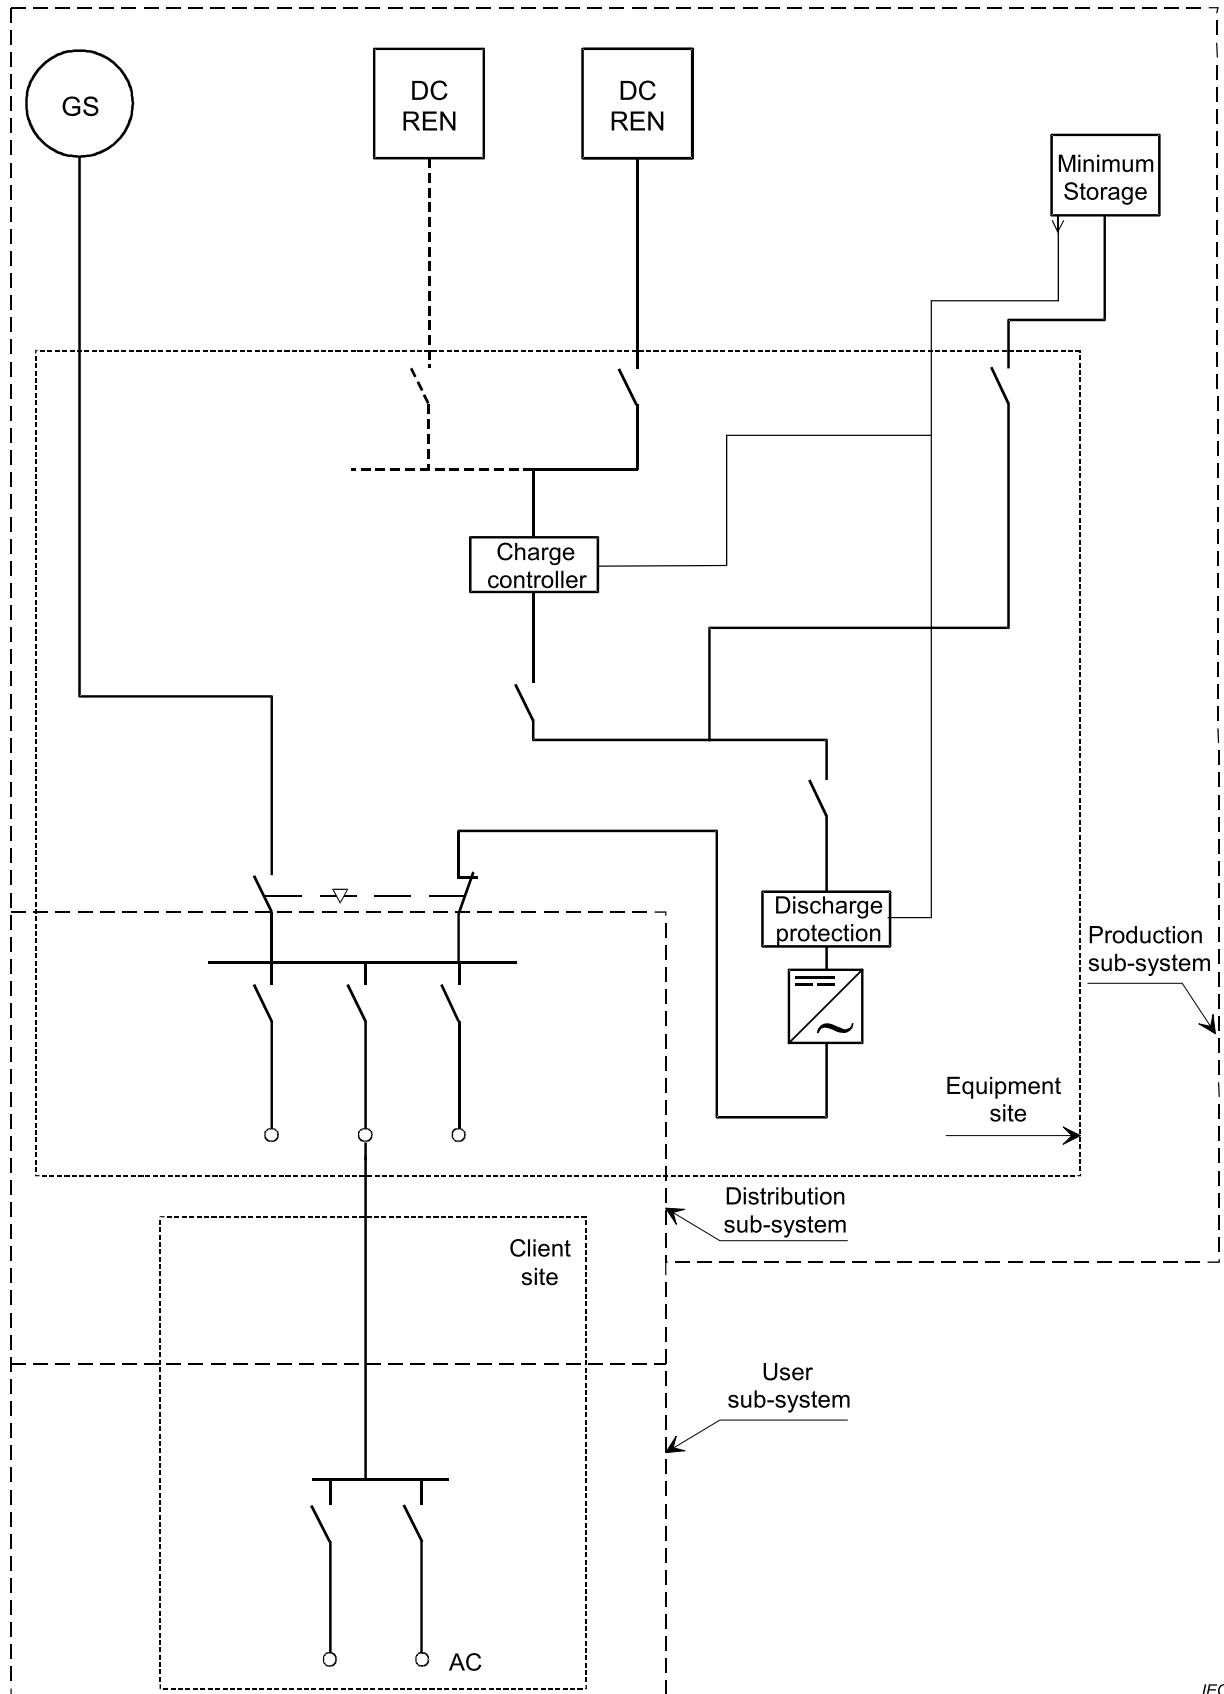 GS
DC
REN
DC
REN
Minimum
Storage
Charge
controller
Discharge
protection
Production
sub-system
Equipment
site
Distribution
sub-system
Client
site
User
sub-system
AC